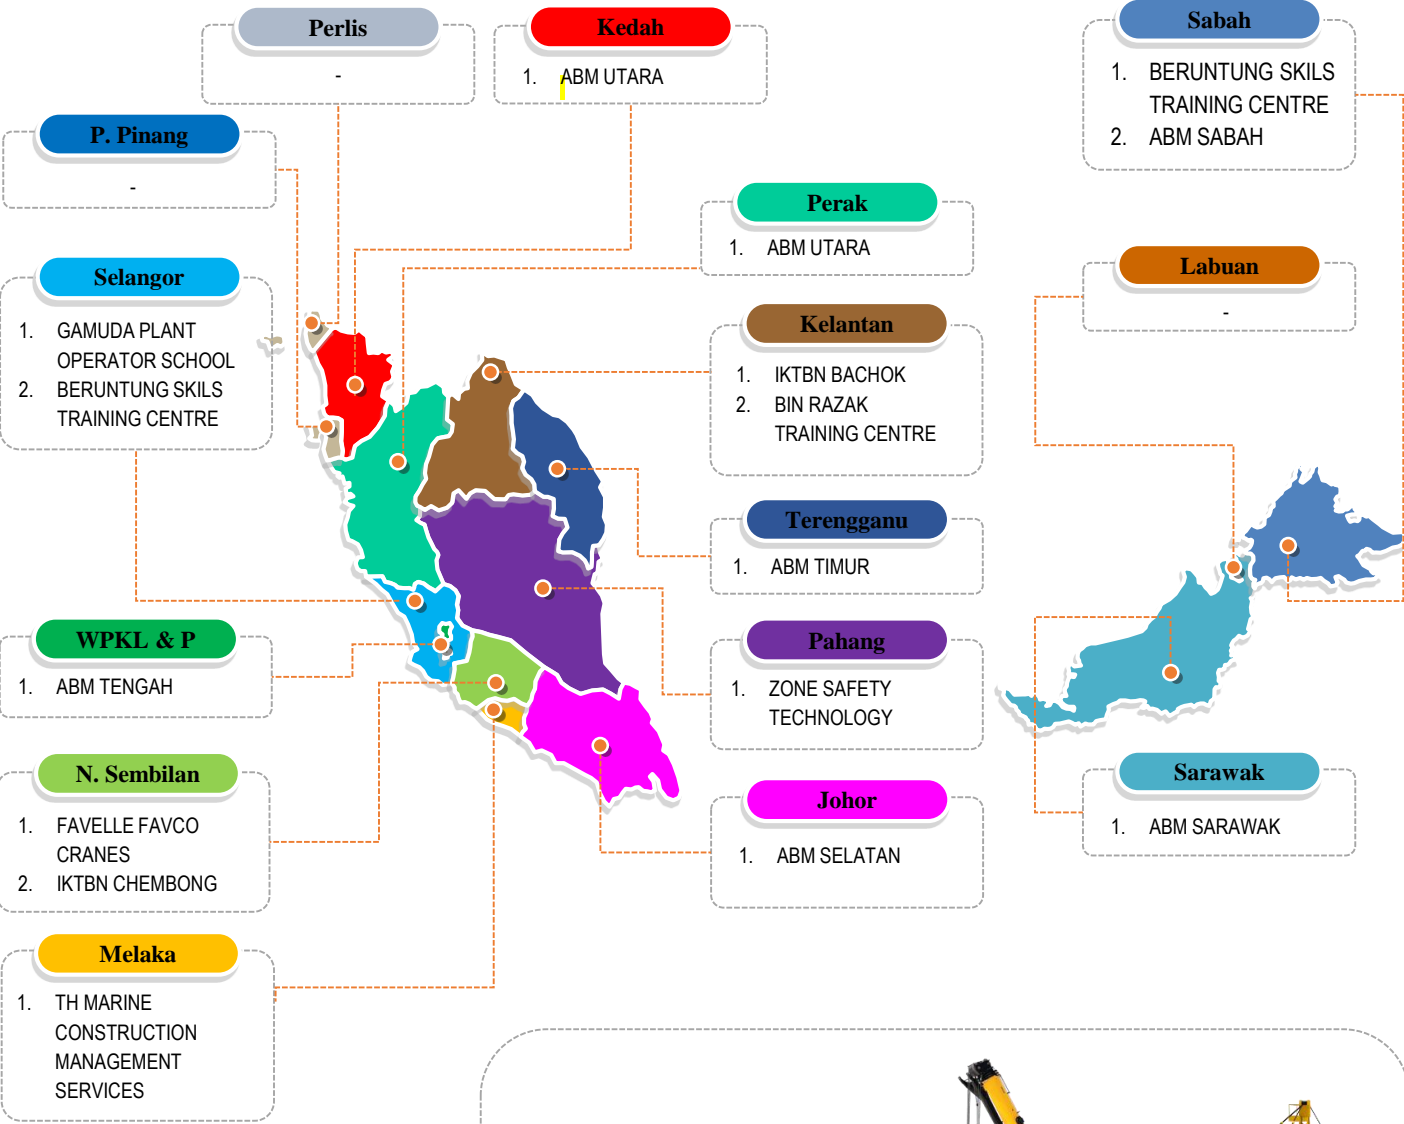 Perlis
-
Kedah
1. ABM UTARA
Sabah
1. BERUNTUNG SKILS
TRAINING CENTRE
2. ABM SABAH
P. Pinang
-
Perak
1. ABM UTARA
Labuan
-
Selangor
1. GAMUDA PLANT
OPERATOR SCHOOL
2. BERUNTUNG SKILS
TRAINING CENTRE
Kelantan
1. IKTBN BACHOK
2. BIN RAZAK
TRAINING CENTRE
Terengganu
1. ABM TIMUR
WPKL & P
1. ABM TENGAH
Pahang
1. ZONE SAFETY
TECHNOLOGY
N. Sembilan
1. FAVELLE FAVCO
CRANES
2. IKTBN CHEMBONG
Johor
1. ABM SELATAN
Sarawak
1. ABM SARAWAK
Melaka
1. TH MARINE
CONSTRUCTION
MANAGEMENT
SERVICES